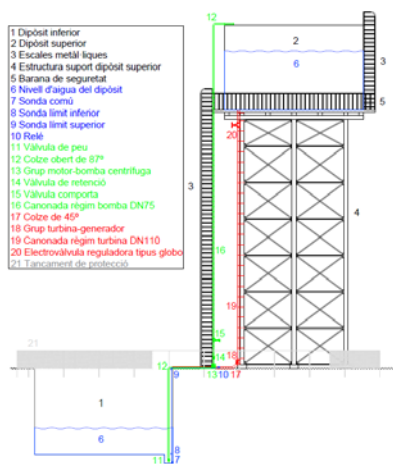 1 Dipòsit inferior
2 Dipòsit superior
3 Escales metàl·liques
4 Estructura suport dipòsit superior
5 Barana de seguretat
6 Nivell d'aigua del dipòsit
7 Sonda comú
8 Sonda límit inferior
9 Sonda límit superior
10 Relé
11 Vàlvula de peu
12 Colze obert de 87º
13 Grup motor-bomba centrífuga
14 Vàlvula de retenció
15 Vàlvula comporta
16 Canonada règim bomba DN75
17 Colze de 45º
18 Grup turbina-generador
19 Canonada règim turbina DN110
20 Electrovàlvula reguladora tipus globo
21 Tancament de protecció
12
2
6
3
5
20
3
4
16
19
15
21
14
18
12
9
13
10
17
1
6
8
11
7